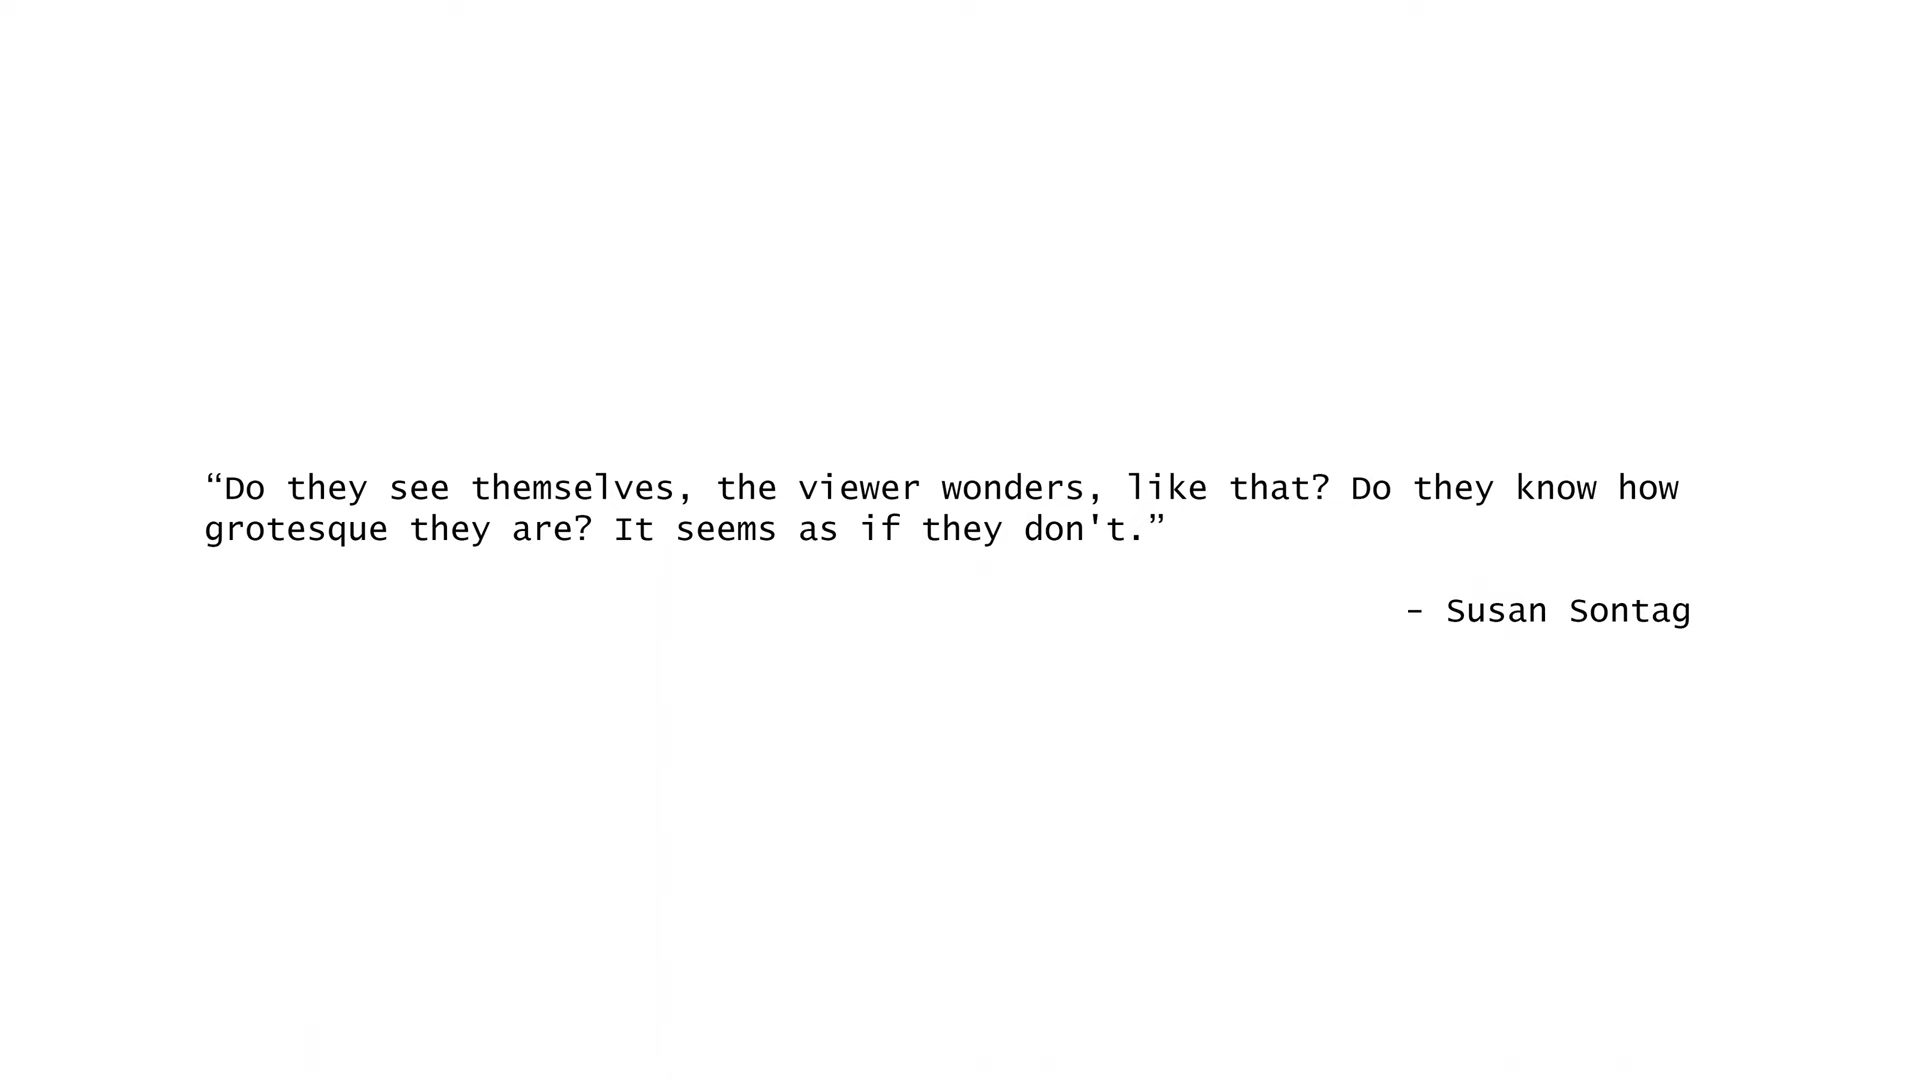 “Do they see themselves, the viewer wonders, like that? Do they know how
grotesque they are? It seems as if they don't.”
– Susan Sontag